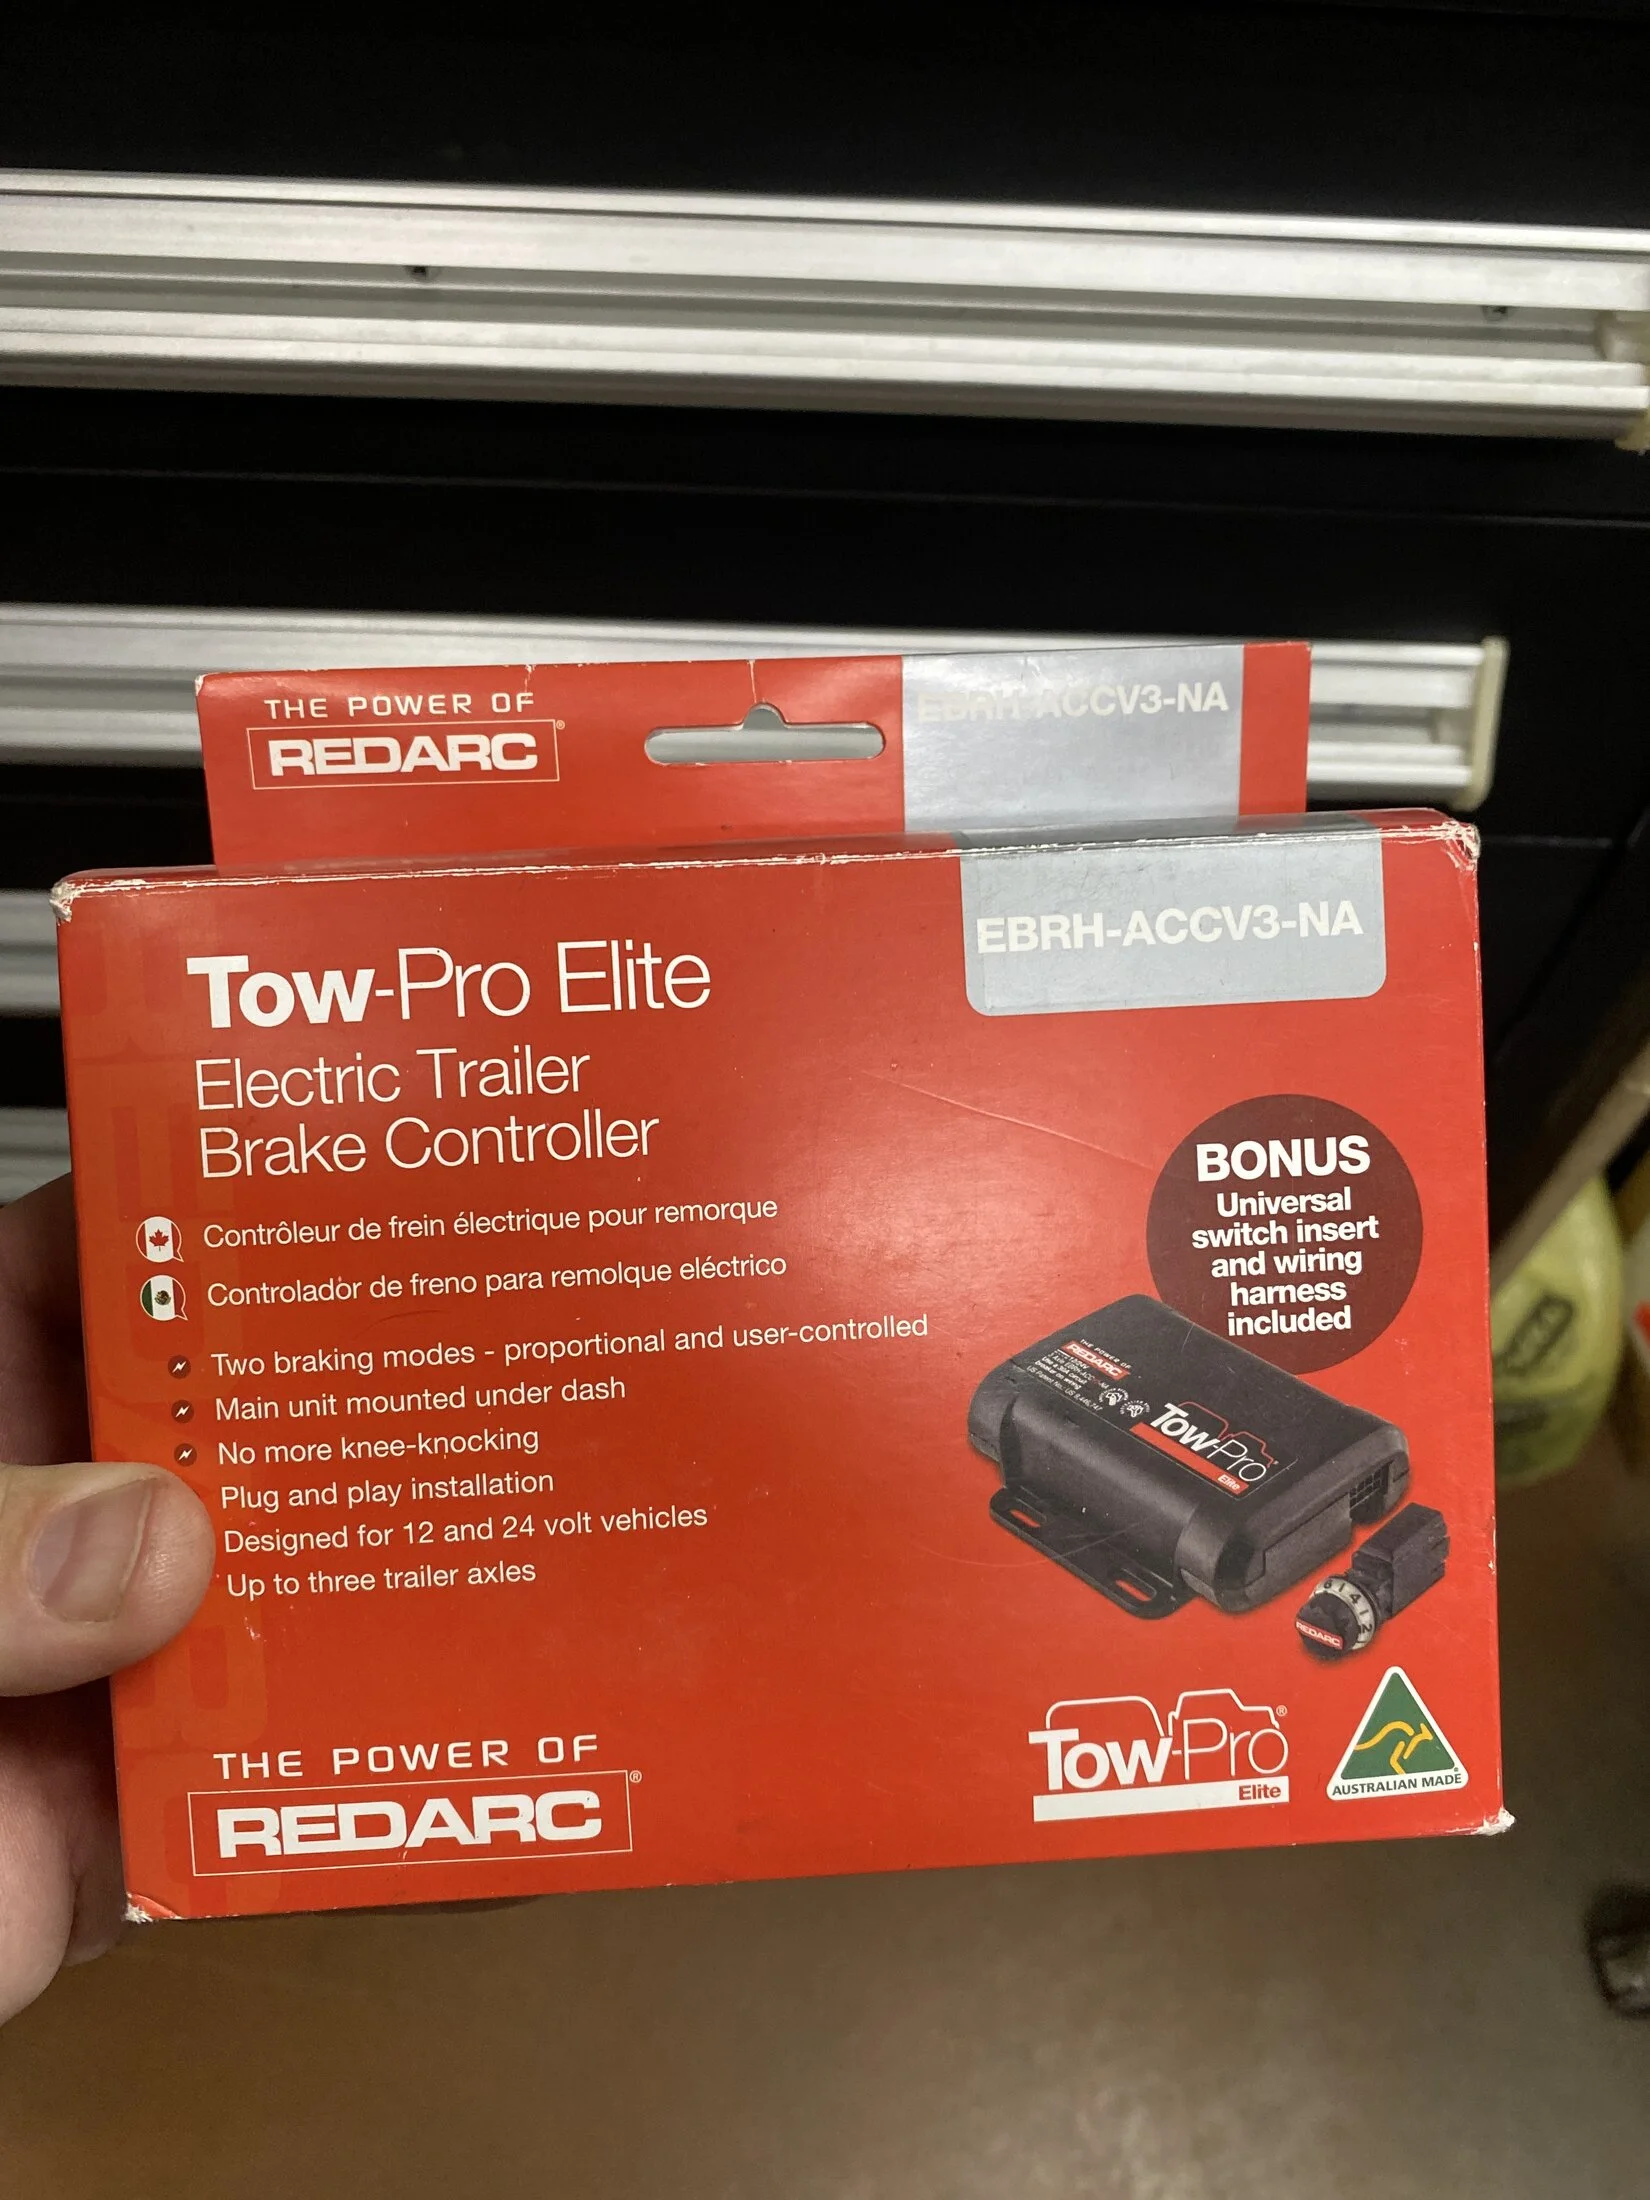 THE POWER OF
REDARC®
EBRH-ACCV3-NA
EBRH-ACCV3-NA
Tow-Pro Elite
Electric Trailer
Brake Controller
Contrôleur de frein électrique pour remorque
Controlador de freno para remolque eléctrico
Two braking modes - proportional and user-controlled
Main unit mounted under dash
No more knee-knocking
Plug and play installation
Designed for 12 and 24 volt vehicles
Up to three trailer axles
BONUS
Universal
switch insert
and wiring
harness
included
THE POWER OF
REDARC
Tow-Pro
Elite
REDARC
THE POWER OF
REDARC®
Tow-Pro®
Elite
AUSTRALIAN MADE